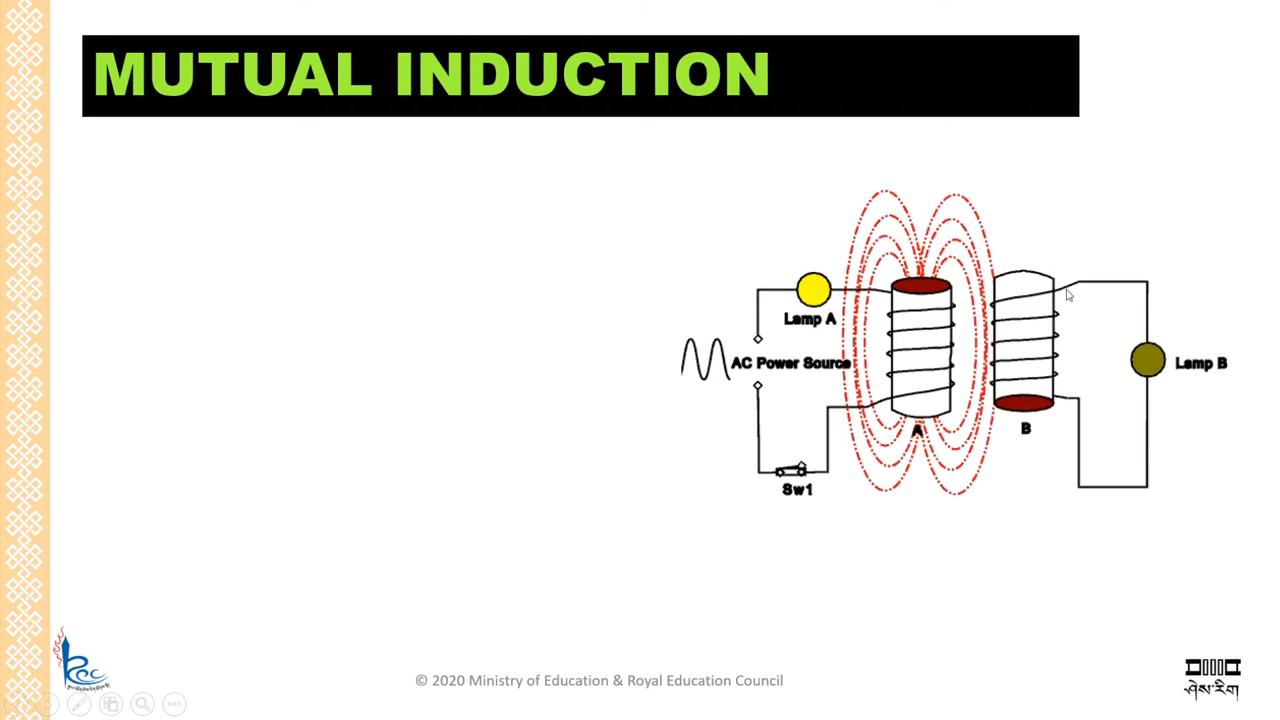 MUTUAL INDUCTION
Lamp A
AC Power Source
Lamp B
A
B
Sw1
© 2020 Ministry of Education & Royal Education Council
ཤེས་རིག